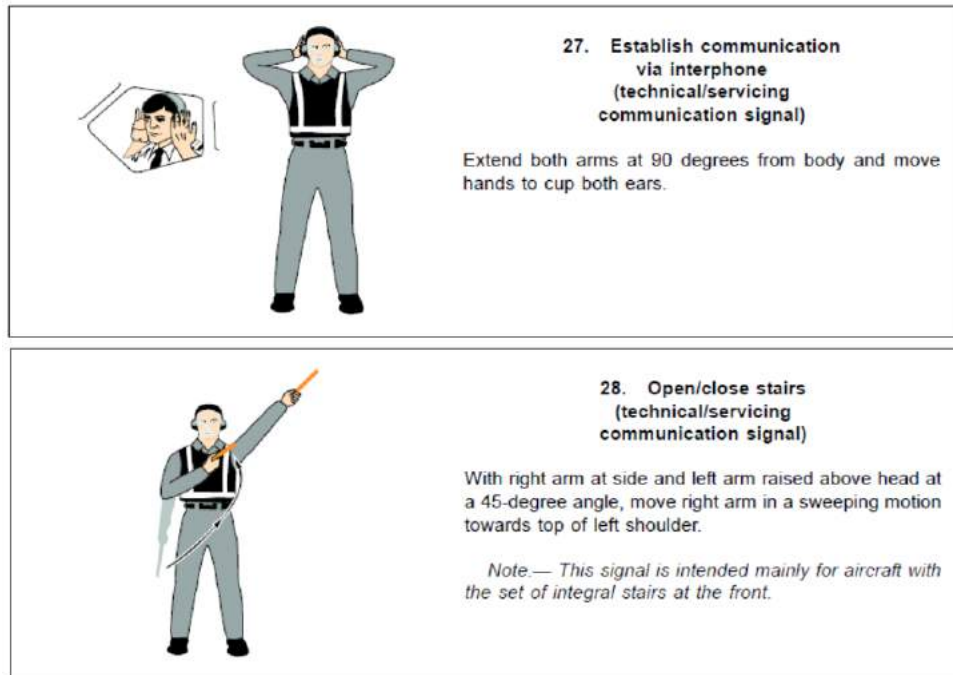 27. Establish communication
via interphone
(technical/servicing
communication signal)
Extend both arms at 90 degrees from body and move
hands to cup both ears.
28. Open/close stairs
(technical/servicing
communication signal)
With right arm at side and left arm raised above head at
a 45-degree angle, move right arm in a sweeping motion
towards top of left shoulder.
Note.— This signal is intended mainly for aircraft with
the set of integral stairs at the front.